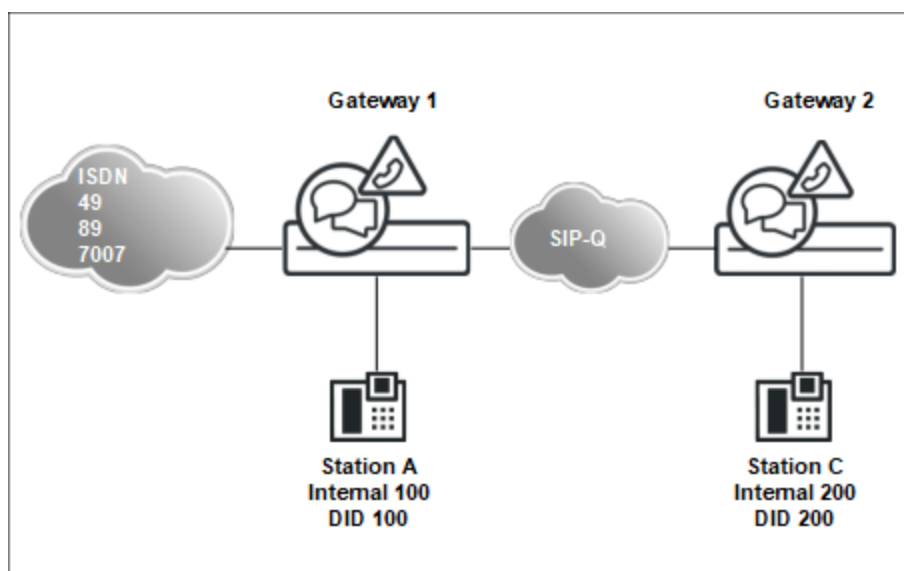 Gateway 1
Gateway 2
ISDN
49
89
7007
SIP-Q
Station A
Internal 100
DID 100
Station C
Internal 200
DID 200